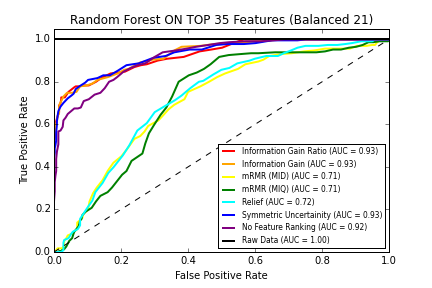 Random Forest ON TOP 35 Features (Balanced 21)
1.0
0.8
0.6
0.4
0.2
0.0
True Positive Rate
Information Gain Ratio (AUC = 0.93)
Information Gain (AUC = 0.93)
mRMR (MID) (AUC = 0.71)
mRMR (MIQ) (AUC = 0.71)
Relief (AUC = 0.72)
Symmetric Uncertainity (AUC = 0.93)
No Feature Ranking (AUC = 0.92)
Raw Data (AUC = 1.00)
0.0 0.2 0.4 0.6 0.8 1.0
False Positive Rate